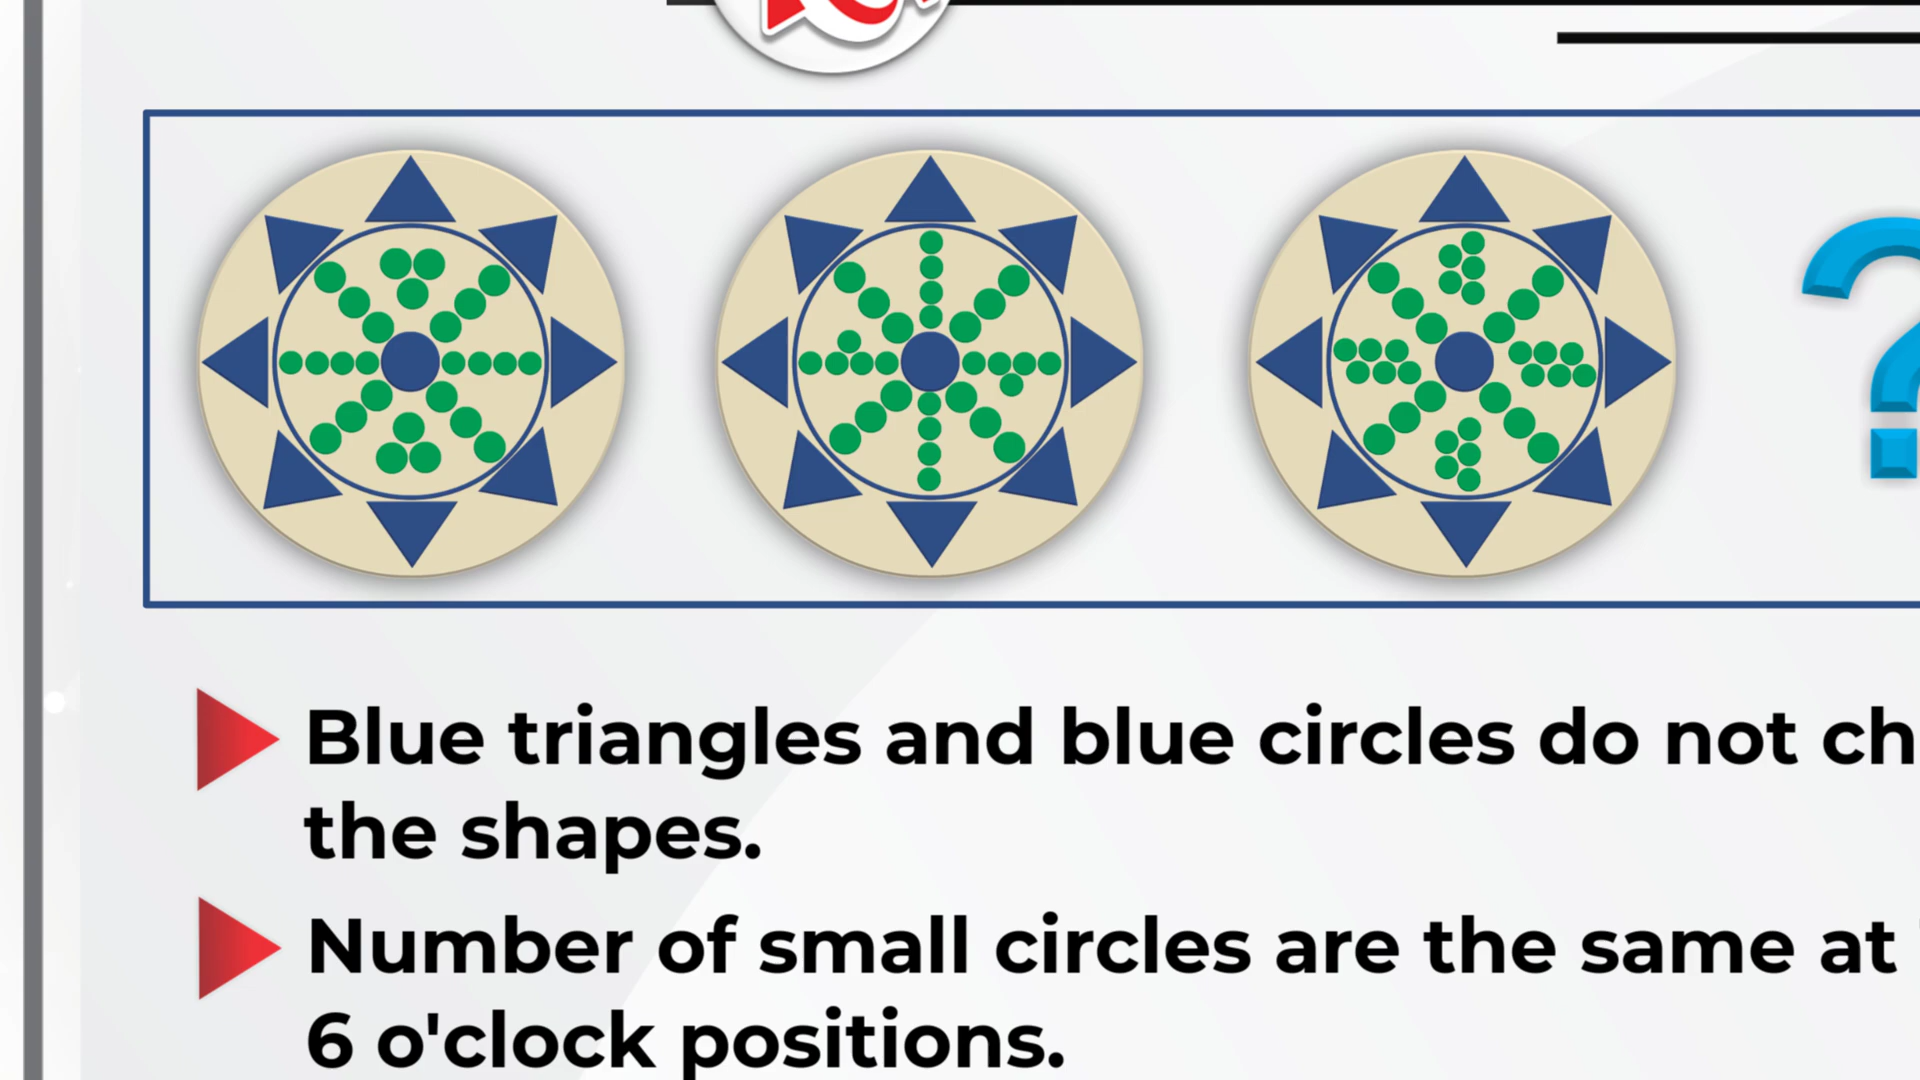 Blue triangles and blue circles do not ch
the shapes.
Number of small circles are the same at
6 o'clock positions.